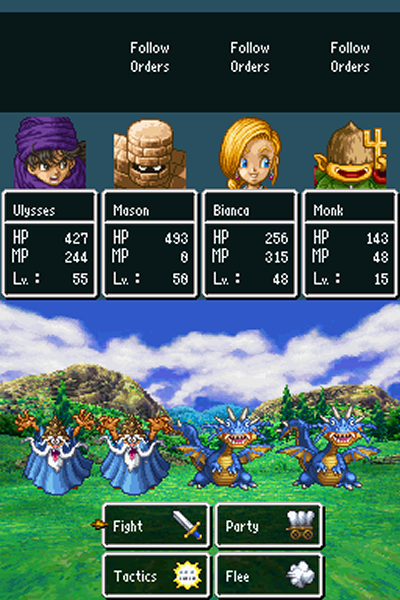 Follow Orders
Follow Orders
Follow Orders
4
Ulysses
HP 427
MP 244
Lv. : 55
Mason
HP 493
MP 0
Lv. : 50
Bianca
HP 256
MP 315
Lv. : 48
Monk
HP 143
MP 48
Lv. : 15
Fight
Party
Tactics
Flee